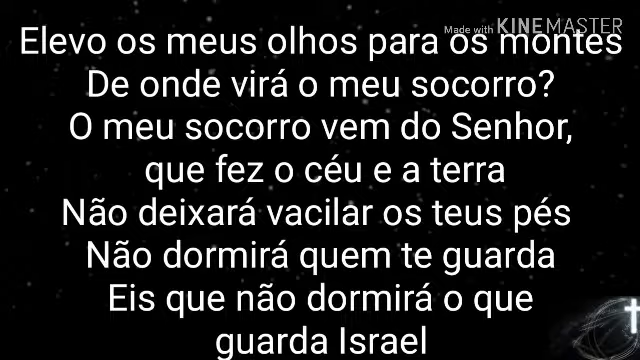 Made with KINEMASTER
Elevo os meus olhos para os montes
De onde virá o meu socorro?
O meu socorro vem do Senhor,
que fez o céu e a terra
Não deixará vacilar os teus pés
Não dormirá quem te guarda
Eis que não dormirá o que
guarda Israel